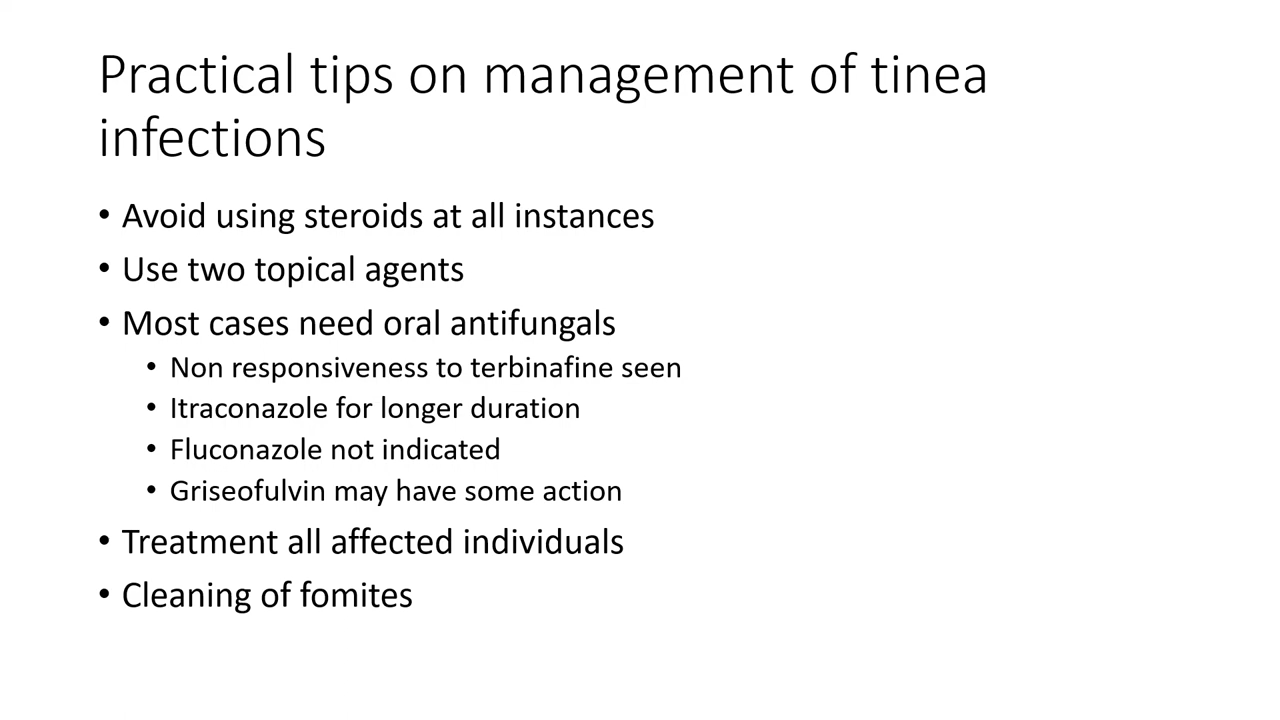 Practical tips on management of tinea
infections
• Avoid using steroids at all instances
• Use two topical agents
• Most cases need oral antifungals
• Non responsiveness to terbinafine seen
• Itraconazole for longer duration
• Fluconazole not indicated
• Griseofulvin may have some action
• Treatment all affected individuals
• Cleaning of fomites